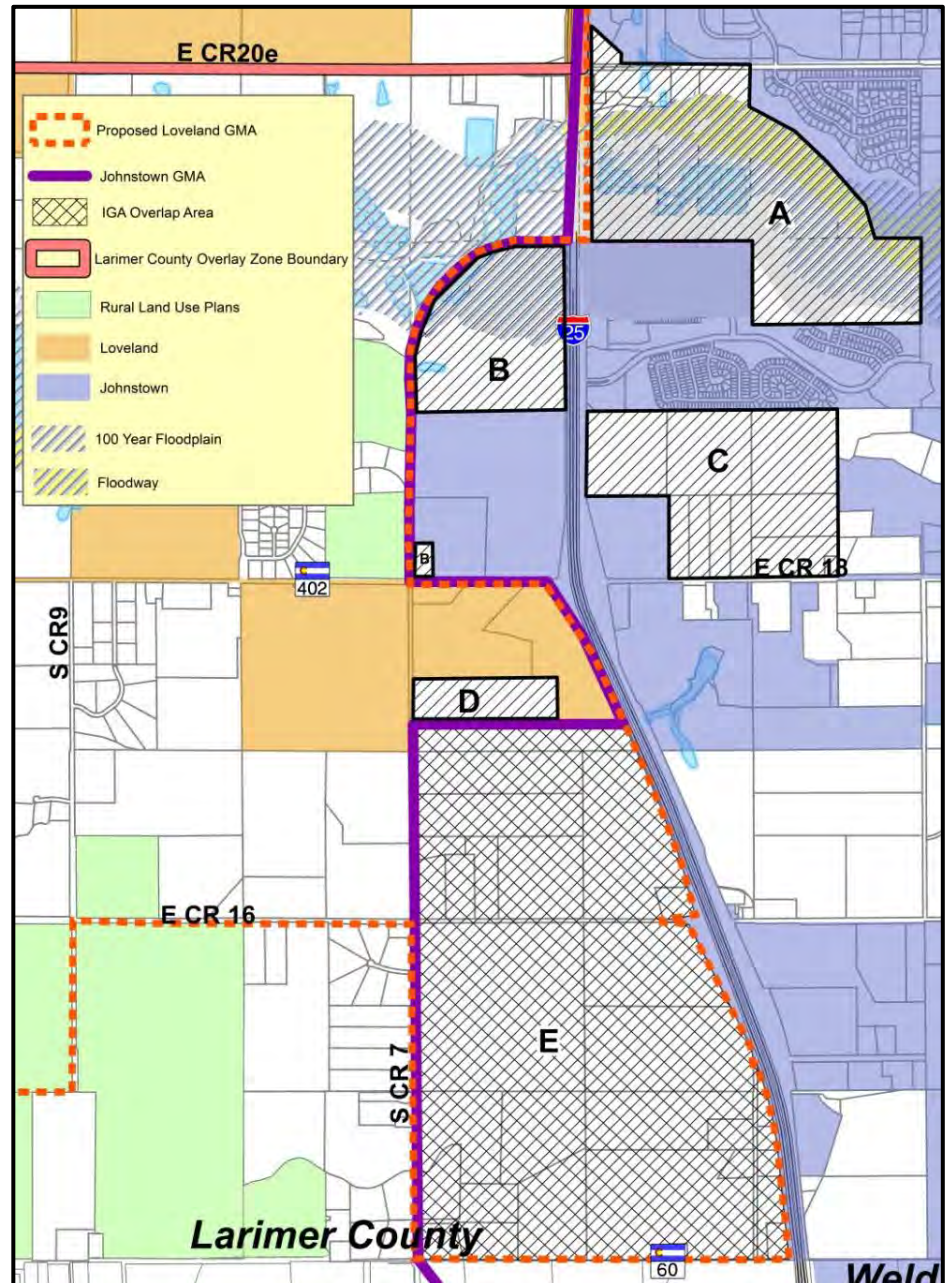 E CR20e
Proposed Loveland GMA
Johnstown GMA
IGA Overlap Area
Larimer County Overlay Zone Boundary
Rural Land Use Plans
Loveland
Johnstown
100 Year Floodplain
Floodway
A
25
B
C
B
E CR 18
402
S CR9
D
E CR 16
E
S CR 7
Larimer County
60
Weld